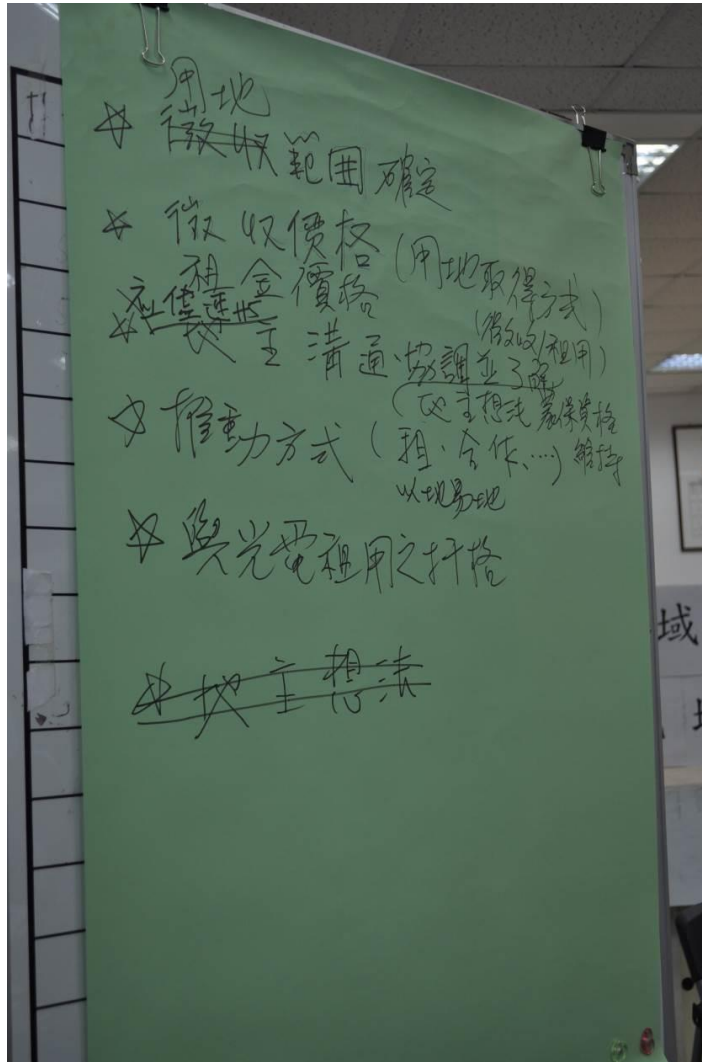 用地
☆ 徵收範圍確定
☆ 徵收價格(用地取得方式)
租金價格(徵收/租用)
☆ 地主溝通、協調並了解
(地主想法 農保資格
☆ 推動方式(租、合作、…) 維持
以地易地
☆ 與光電租用之扞格
☆ 地主想法
域